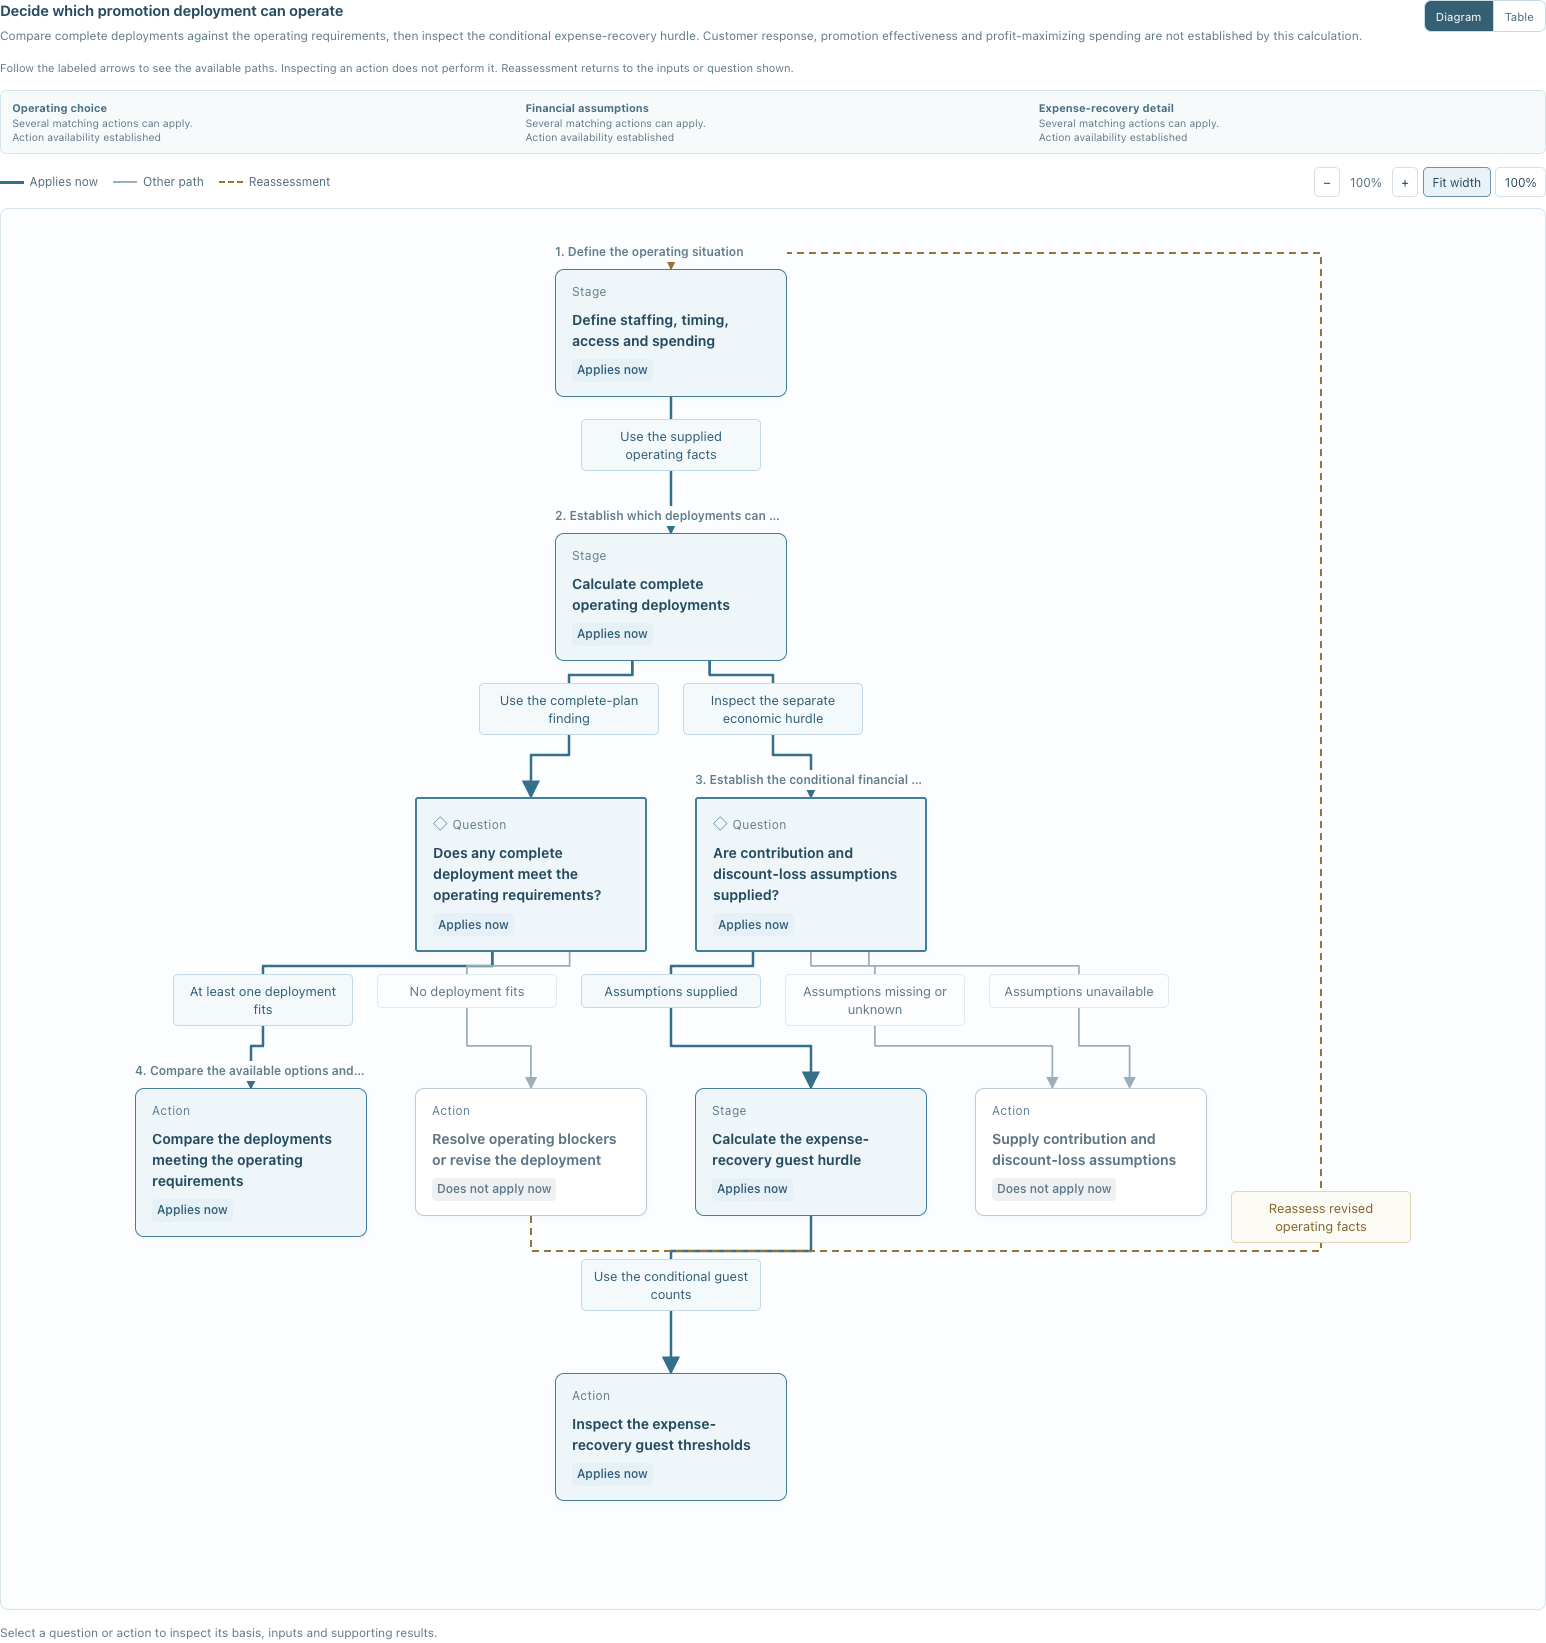 Decide which promotion deployment can operate
Diagram
Table
Compare complete deployments against the operating requirements, then inspect the conditional expense-recovery hurdle. Customer response, promotion effectiveness and profit-maximizing spending are not established by this calculation.
Follow the labeled arrows to see the available paths. Inspecting an action does not perform it. Reassessment returns to the inputs or question shown.
Operating choice
Several matching actions can apply.
Action availability established
Financial assumptions
Several matching actions can apply.
Action availability established
Expense-recovery detail
Several matching actions can apply.
Action availability established
Applies now
Other path
Reassessment
−
100%
+
Fit width
100%
1. Define the operating situation
Stage
Define staffing, timing,
access and spending
Applies now
Use the supplied
operating facts
2. Establish which deployments can ...
Stage
Calculate complete
operating deployments
Applies now
Use the complete-plan
finding
Inspect the separate
economic hurdle
3. Establish the conditional financial ...
Question
Does any complete
deployment meet the
operating requirements?
Applies now
Question
Are contribution and
discount-loss assumptions
supplied?
Applies now
At least one deployment
fits
No deployment fits
Assumptions supplied
Assumptions missing or
unknown
Assumptions unavailable
4. Compare the available options and...
Action
Compare the deployments
meeting the operating
requirements
Applies now
Action
Resolve operating blockers
or revise the deployment
Does not apply now
Stage
Calculate the expense-
recovery guest hurdle
Applies now
Action
Supply contribution and
discount-loss assumptions
Does not apply now
Reassess revised
operating facts
Use the conditional guest
counts
Action
Inspect the expense-
recovery guest thresholds
Applies now
Select a question or action to inspect its basis, inputs and supporting results.